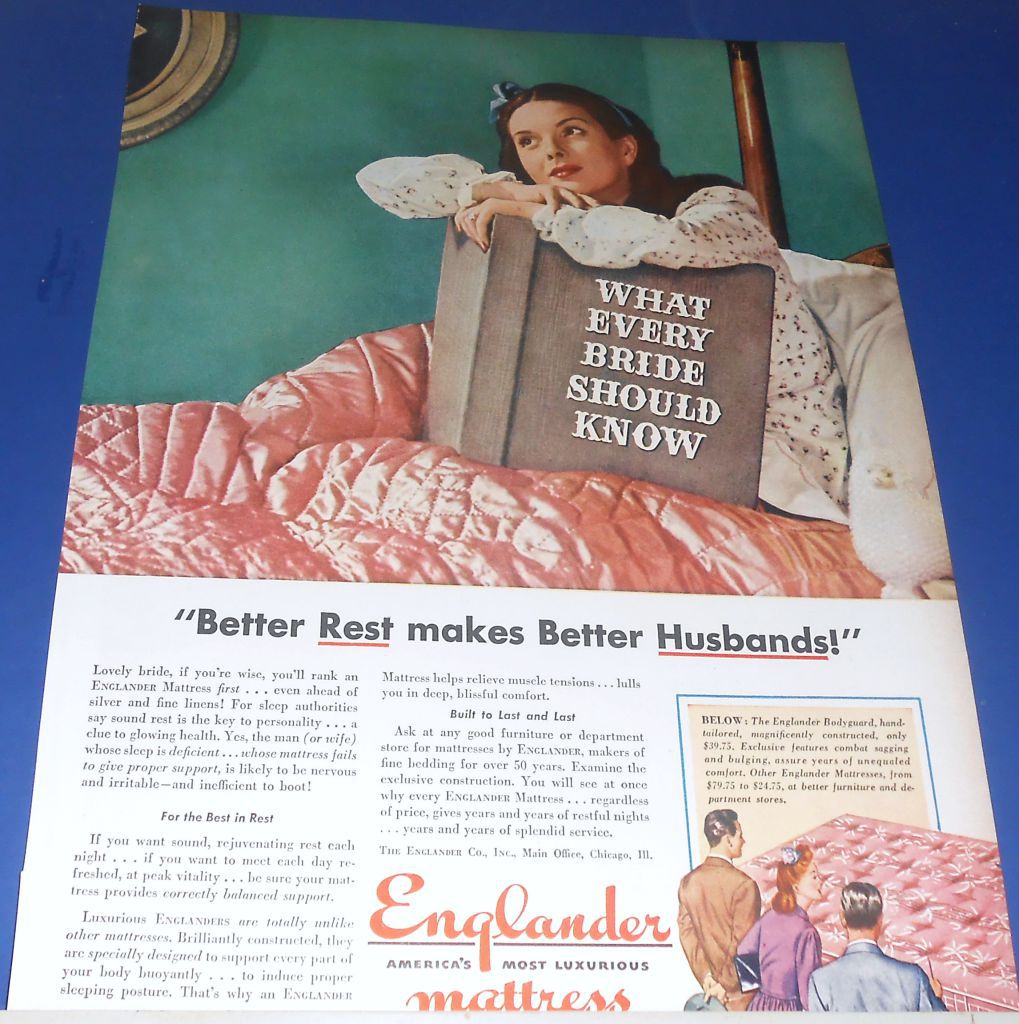 WHAT
EVERY
BRIDE
SHOULD
KNOW
"Better Rest makes Better Husbands!"
Lovely bride, if you're wise, you'll rank an
ENGLANDER Mattress first . . . even ahead of
silver and fine linens! For sleep authorities
say sound rest is the key to personality . . . a
clue to glowing health. Yes, the man (or wife)
whose sleep is deficient . . . whose mattress fails
to give proper support, is likely to be nervous
and irritable—and inefficient to boot!
For the Best in Rest
If you want sound, rejuvenating rest each
night . . . if you want to meet each day re-
freshed, at peak vitality . . . be sure your mat-
tress provides correctly balanced support.
Luxurious ENGLANDERS are totally unlike
other mattresses. Brilliantly constructed, they
are specially designed to support every part of
your body buoyantly . . . to induce proper
sleeping posture. That's why an ENGLANDER
Mattress helps relieve muscle tensions . . . lulls
you in deep, blissful comfort.
Built to Last and Last
Ask at any good furniture or department
store for mattresses by ENGLANDER, makers of
fine bedding for over 50 years. Examine the
exclusive construction. You will see at once
why every ENGLANDER Mattress . . . regardless
of price, gives years and years of restful nights
. . . years and years of splendid service.
THE ENGLANDER CO., INC., Main Office, Chicago, Ill.
Englander
AMERICA'S MOST LUXURIOUS
mattress
BELOW: The Englander Bodyguard, hand-
tailored, magnificently constructed, only
$39.75. Exclusive features combat sagging
and bulging, assure years of unequaled
comfort. Other Englander Mattresses, from
$79.75 to $24.75, at better furniture and de-
partment stores.